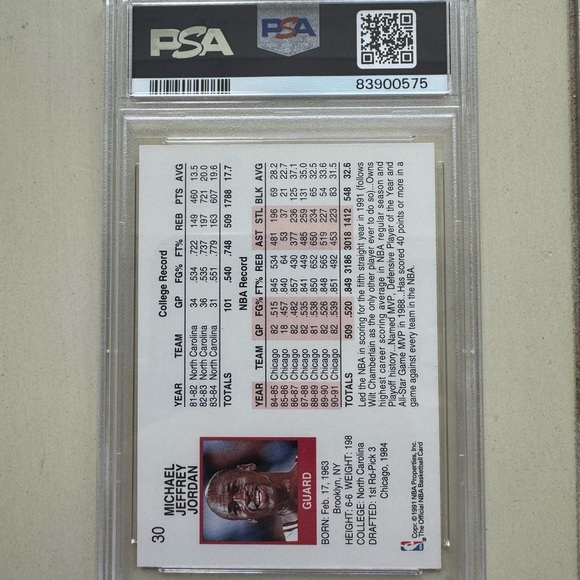 PSA
PSA
83900575
30
MICHAEL
JEFFREY
JORDAN
GUARD
BORN: Feb. 17, 1963
Brooklyn, NY
HEIGHT: 6-6 WEIGHT: 198
COLLEGE: North Carolina
DRAFTED: 1st Rd-Pick 3
Chicago, 1984
Copr. © 1991 NBA Properties, Inc.
The Official NBA Basketball Card
NBA
College Record
YEAR TEAM GP FG% FT% REB PTS AVG
81-82 North Carolina 34 .534 .722 149 460 13.5
82-83 North Carolina 36 .535 .737 197 721 20.0
83-84 North Carolina 31 .551 .779 163 607 19.6
TOTALS 101 .540 .748 509 1788 17.7
NBA Record
YEAR TEAM GP FG% FT% REB AST STL BLK AVG
84-85 Chicago 82 .515 .845 534 481 196 69 28.2
85-86 Chicago 18 .457 .840 64 53 37 21 22.7
86-87 Chicago 82 .482 .857 430 377 236 125 37.1
87-88 Chicago 82 .535 .841 449 485 259 131 35.0
88-89 Chicago 81 .538 .850 652 650 234 65 32.5
89-90 Chicago 82 .526 .848 565 519 227 54 33.6
90-91 Chicago 82 .539 .851 492 453 223 83 31.5
TOTALS 509 .520 .849 3186 3018 1412 548 32.6
Led the NBA in scoring for the fifth straight year in 1991 (follows
Wilt Chamberlain as the only other player ever to do so)...Owns
highest career scoring average in NBA regular season and
Playoff history...Named MVP, Defensive Player of the Year and
All-Star Game MVP in 1988...Has scored 40 points or more in a
game against every team in the NBA.